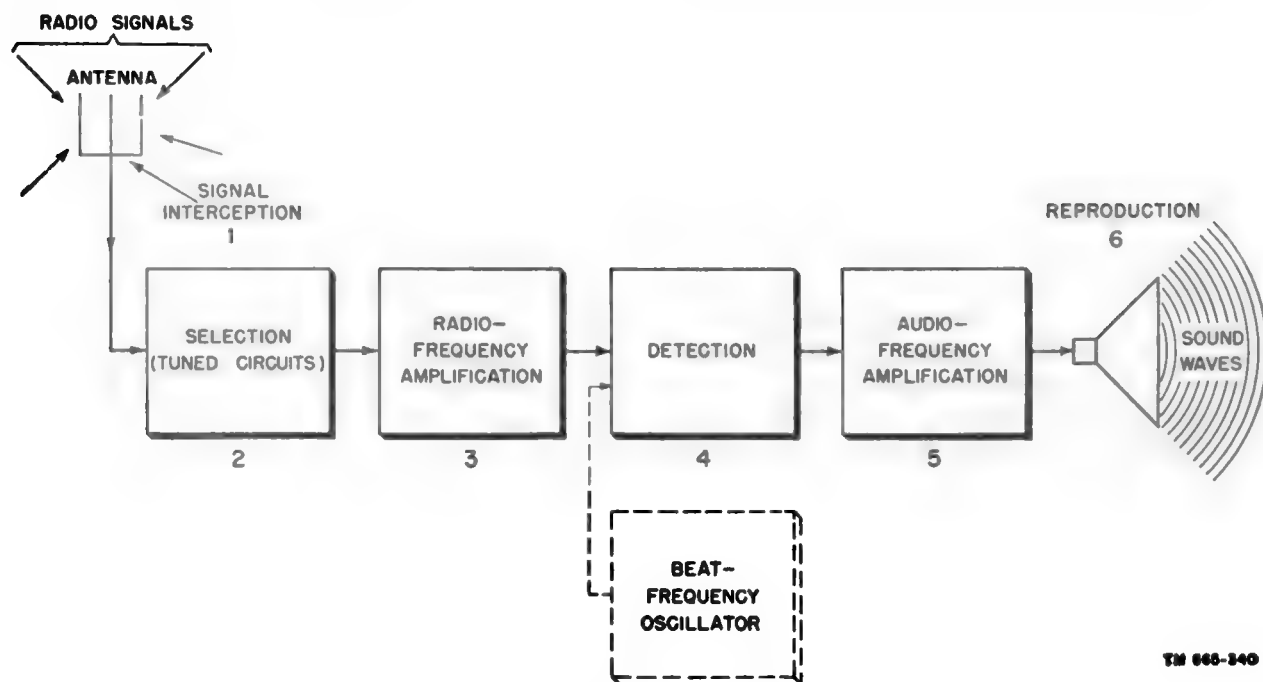 RADIO SIGNALS
ANTENNA
SIGNAL
INTERCEPTION
1
SELECTION
(TUNED CIRCUITS)
2
RADIO-
FREQUENCY
AMPLIFICATION
3
DETECTION
4
BEAT-
FREQUENCY
OSCILLATOR
AUDIO-
FREQUENCY
AMPLIFICATION
5
REPRODUCTION
6
SOUND
WAVES
TM